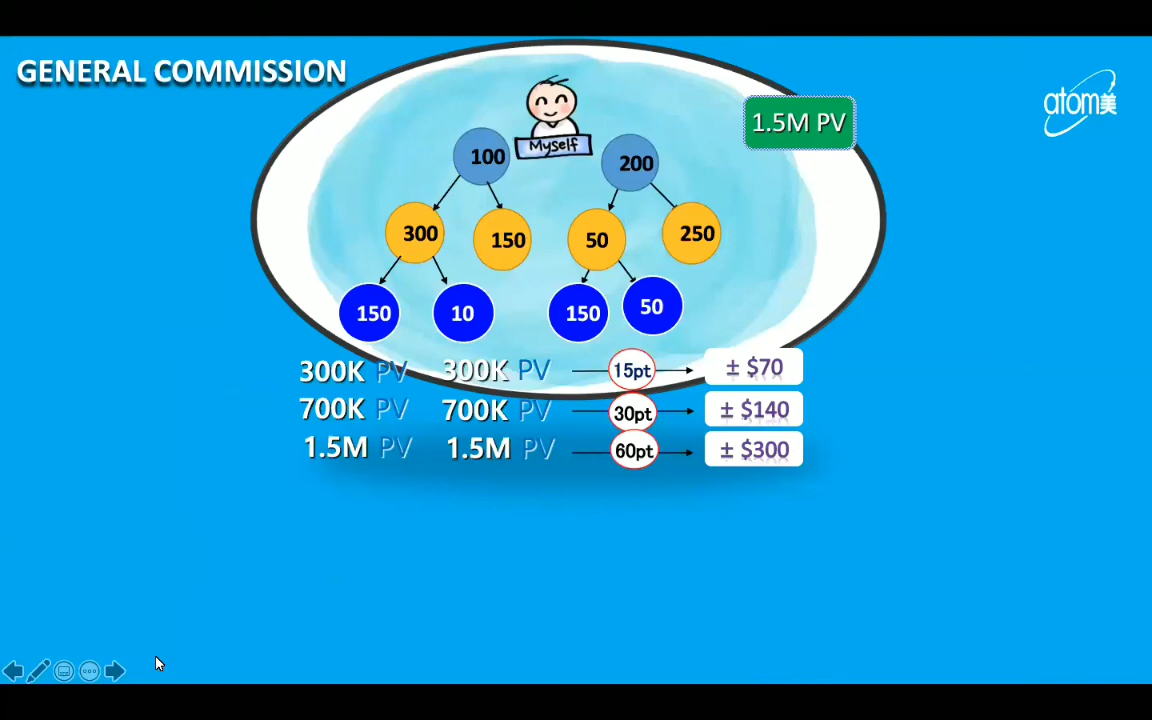 GENERAL COMMISSION
atom美
1.5M PV
Myself
100
200
300
150
50
250
150
10
150
50
300K PV 300K PV 15pt ± $70
700K PV 700K PV 30pt ± $140
1.5M PV 1.5M PV 60pt ± $300